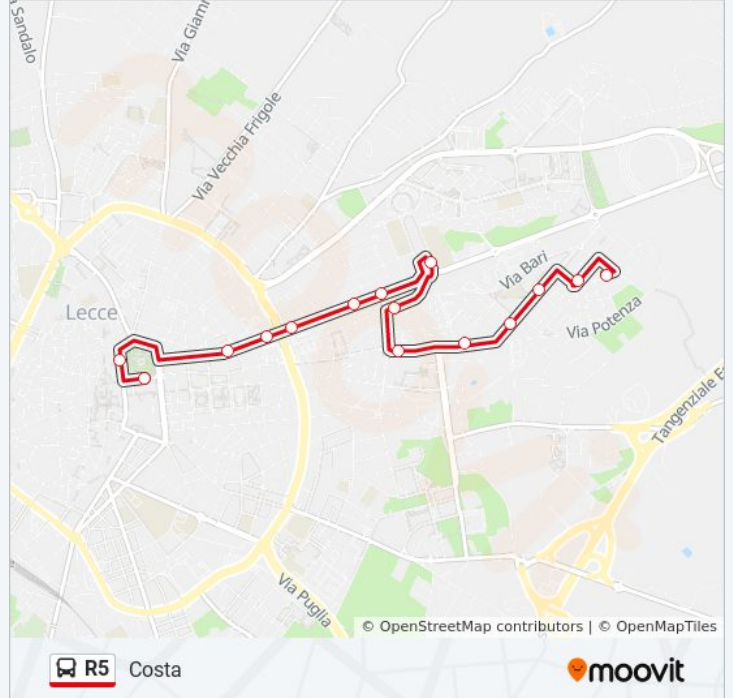 a Sandalo
Via Giamm
Via Vecchia Frigole
Via Bari
Lecce
Via Potenza
Tangenziale E
Via Puglia
© OpenStreetMap contributors | © OpenMapTiles
R5 Costa
moovit